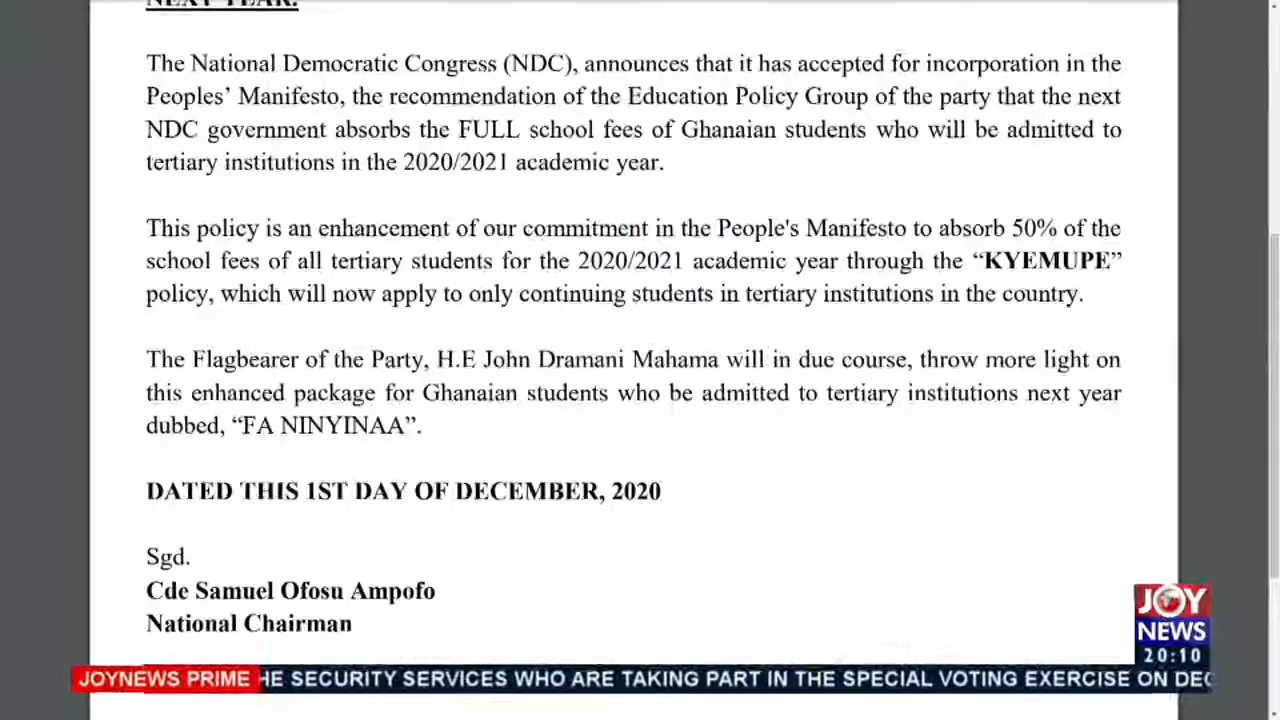 NEXT YEAR.
The National Democratic Congress (NDC), announces that it has accepted for incorporation in the
Peoples' Manifesto, the recommendation of the Education Policy Group of the party that the next
NDC government absorbs the FULL school fees of Ghanaian students who will be admitted to
tertiary institutions in the 2020/2021 academic year.
This policy is an enhancement of our commitment in the People's Manifesto to absorb 50% of the
school fees of all tertiary students for the 2020/2021 academic year through the “KYEMUPE”
policy, which will now apply to only continuing students in tertiary institutions in the country.
The Flagbearer of the Party, H.E John Dramani Mahama will in due course, throw more light on
this enhanced package for Ghanaian students who be admitted to tertiary institutions next year
dubbed, “FA NINYINAA”.
DATED THIS 1ST DAY OF DECEMBER, 2020
Sgd.
Cde Samuel Ofosu Ampofo
National Chairman
JOY
NEWS
20:10
JOYNEWS PRIME HE SECURITY SERVICES WHO ARE TAKING PART IN THE SPECIAL VOTING EXERCISE ON DEC